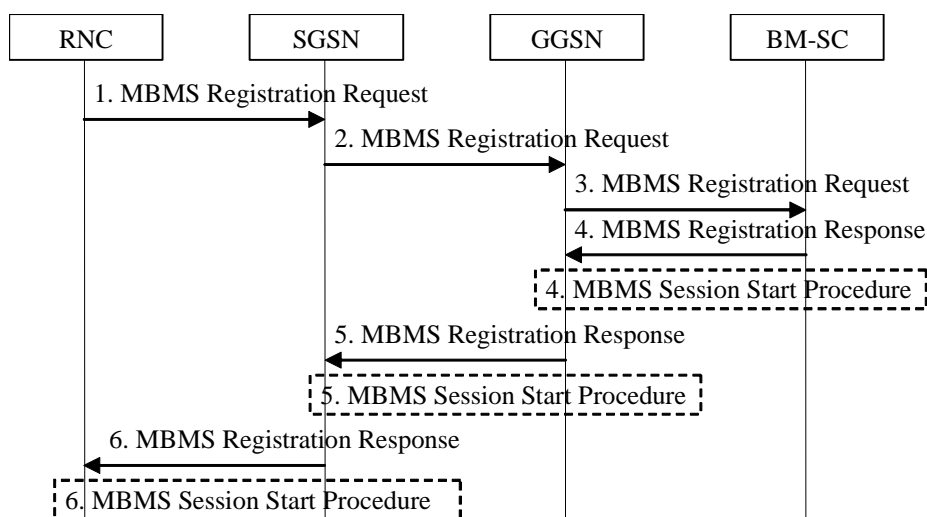 RNC
SGSN
GGSN
BM-SC
1. MBMS Registration Request
2. MBMS Registration Request
3. MBMS Registration Request
4. MBMS Registration Response
4. MBMS Session Start Procedure
5. MBMS Registration Response
5. MBMS Session Start Procedure
6. MBMS Registration Response
6. MBMS Session Start Procedure